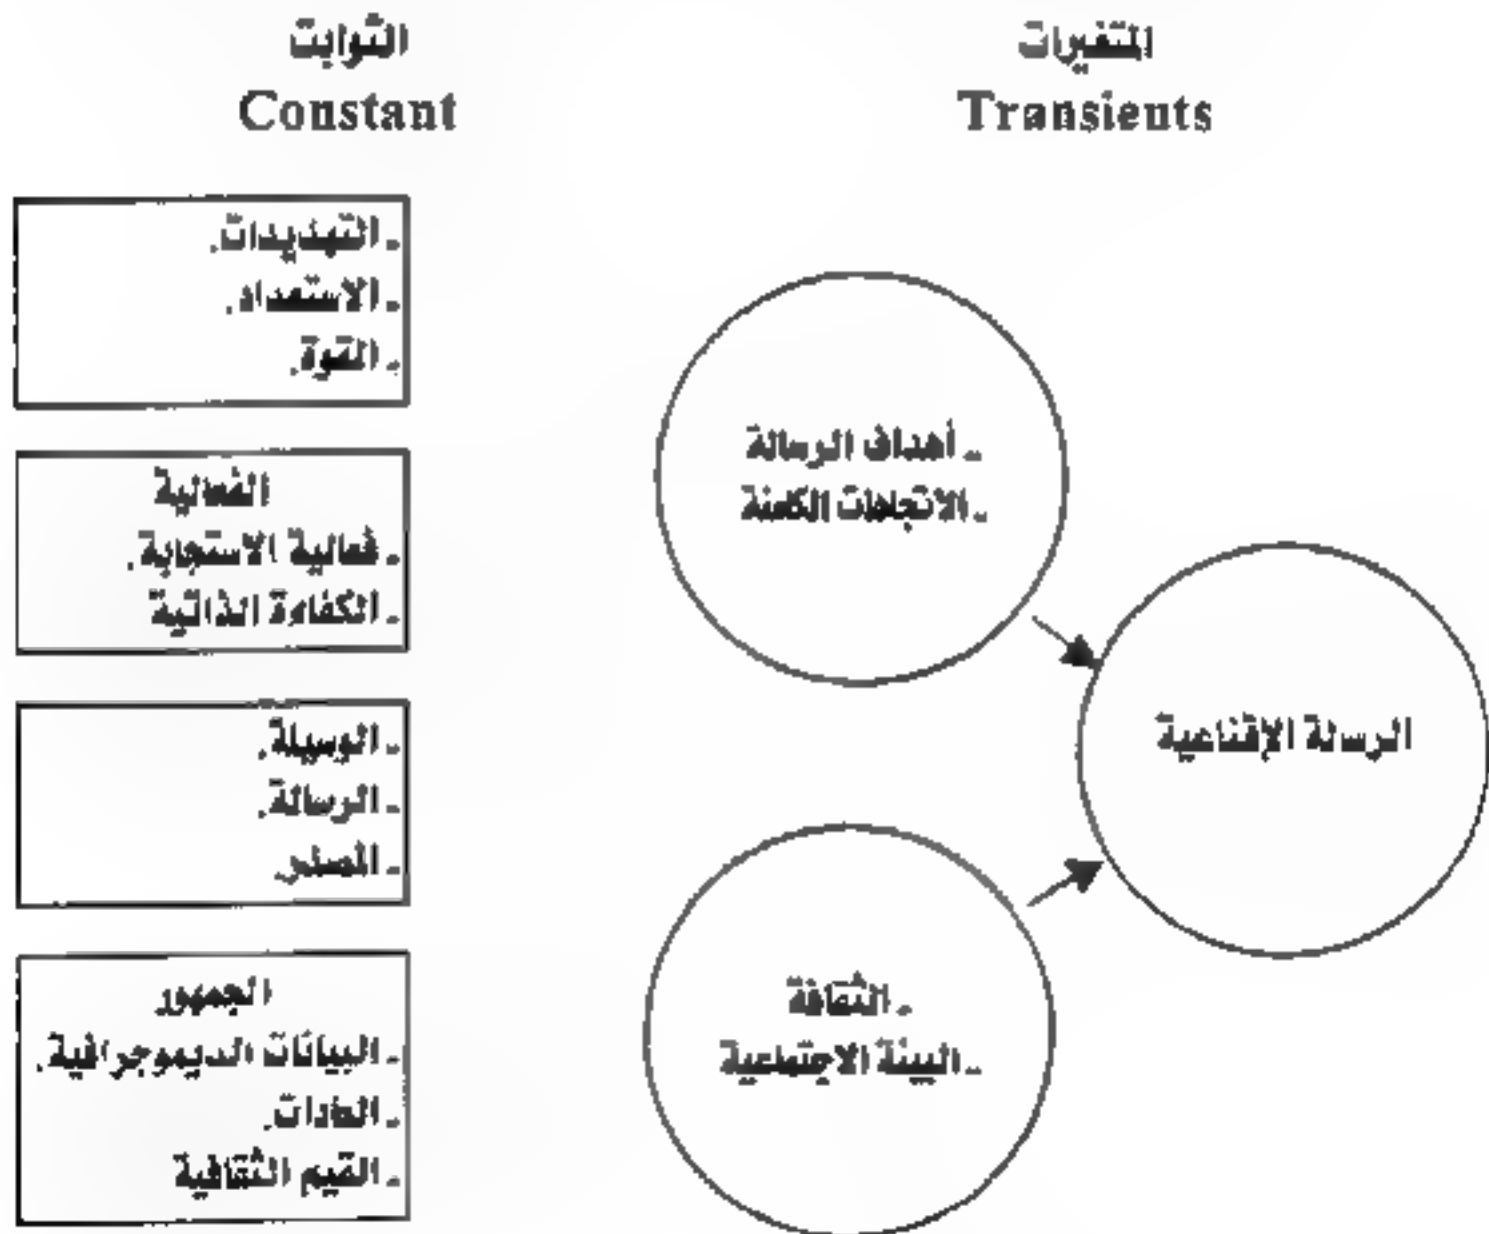 الثوابت
Constant
- التهديدات.
- الاستعداد.
- القوة.
الفعالية
- فعالية الاستجابة.
- الكفاءة الذاتية
- الوسيلة.
- الرسالة.
- المصدر.
الجمهور
- البيانات الديموجرافية.
- العادات.
- القيم الثقافية
المتغيرات
Transients
- أهداف الرسالة
- الاتجاهات الكامنة
- الثقافة
- البيئة الاجتماعية
الرسالة الإقناعية